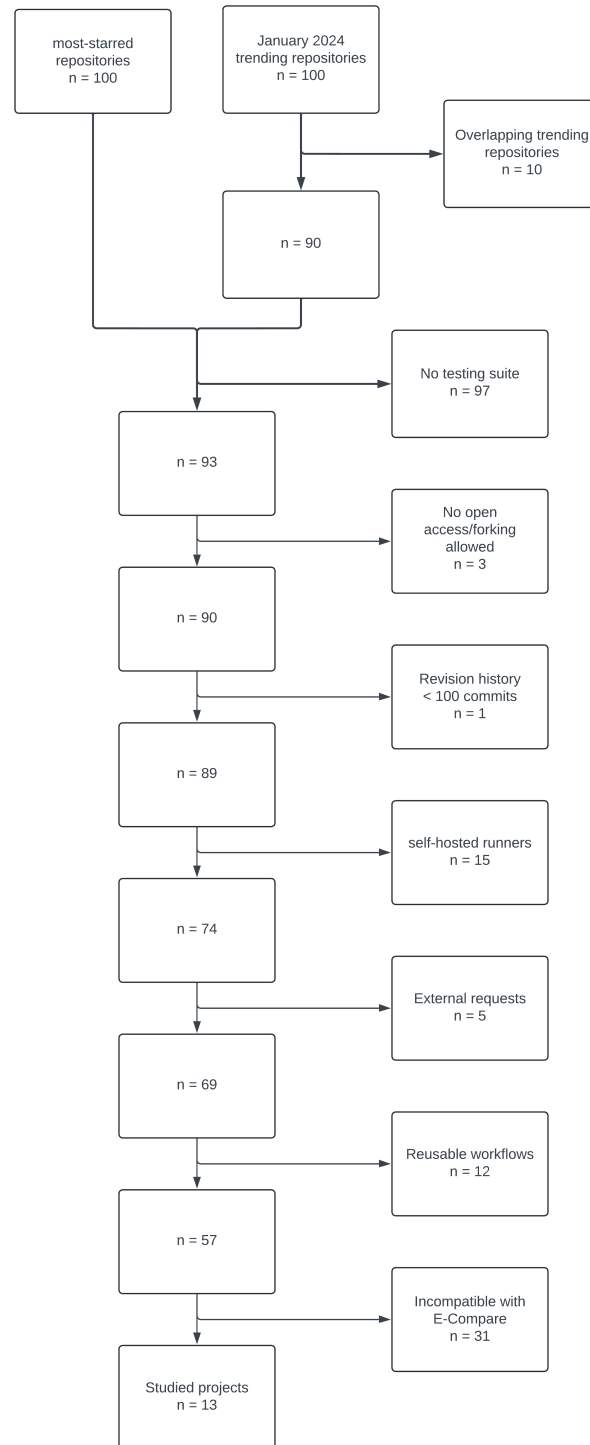 most-starred
repositories
n = 100
January 2024
trending repositories
n = 100
Overlapping trending
repositories
n = 10
n = 90
No testing suite
n = 97
n = 93
No open
access/forking
allowed
n = 3
n = 90
Revision history
< 100 commits
n = 1
n = 89
self-hosted runners
n = 15
n = 74
External requests
n = 5
n = 69
Reusable workflows
n = 12
n = 57
Incompatible with
E-Compare
n = 31
Studied projects
n = 13